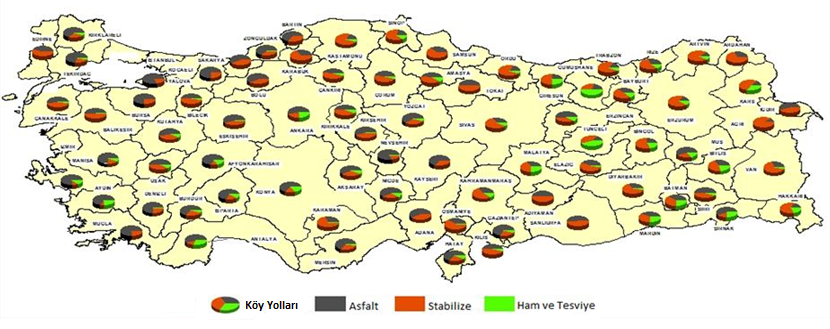 BARTIN
SİNOP
KIRKLARELİ
ZONGULDAK
EDİRNE
KASTAMONU
SAMSUN
ARTVİN
ARDAHAN
İSTANBUL
SAKARYA
TEKİRDAĞ
KOCAELİ
KARABÜK
ORDU
TRABZON
RİZE
YALOVA
GÜMÜŞHANE
AMASYA
ÇANKIRI
BOLU
ÇORUM
TOKAT
GİRESUN
BAYBURT
KARS
IĞDIR
ÇANAKKALE
BURSA
BİLECİK
KIRIKKALE
YOZGAT
KIRŞEHİR
SİVAS
ERZİNCAN
ERZURUM
AĞRI
BALIKESİR
KÜTAHYA
ESKİŞEHİR
ANKARA
TUNCELİ
BİNGÖL
NEVŞEHİR
MUŞ
İZMİR
MANİSA
UŞAK
AFYONKARAHİSAR
MALATYA
ELAZIĞ
BİTLİS
VAN
KAYSERİ
DİYARBAKIR
AKSARAY
NİĞDE
KAHRAMANMARAŞ
BATMAN
AYDIN
DENİZLİ
BURDUR
KONYA
ISPARTA
SİİRT
HAKKARİ
ADIYAMAN
KARAMAN
OSMANİYE
GAZİANTEP
ŞANLIURFA
MARDİN
ŞIRNAK
MUĞLA
ANTALYA
ADANA
KİLİS
HATAY
MERSİN
Köy Yolları Asfalt Stabilize Ham ve Tesviye